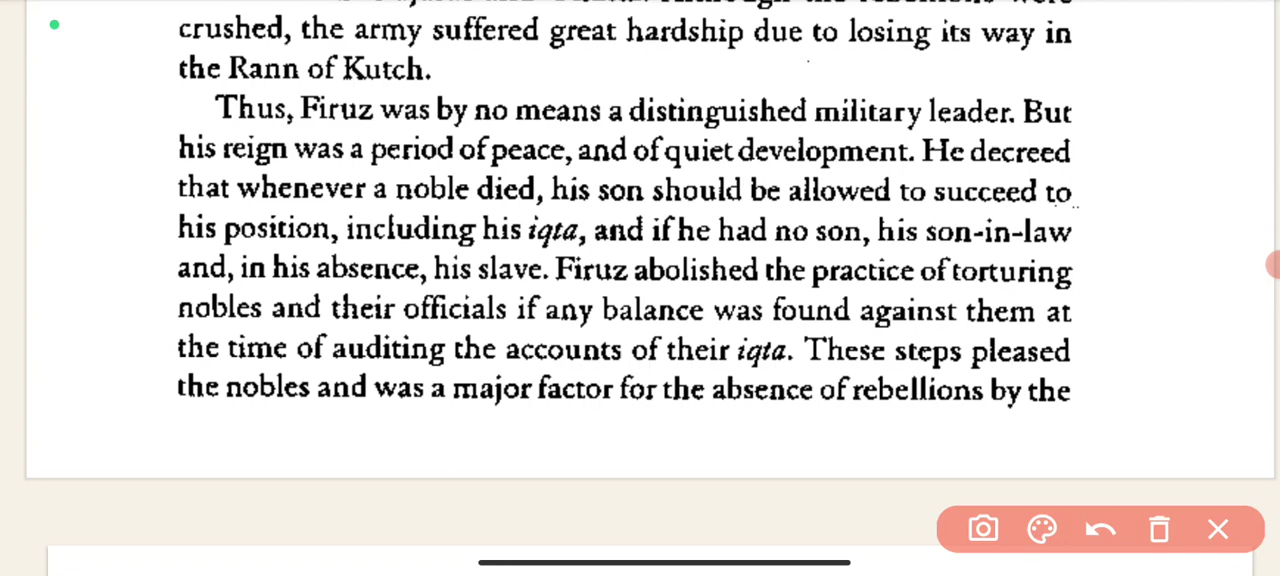 crushed, the army suffered great hardship due to losing its way in
the Rann of Kutch.
Thus, Firuz was by no means a distinguished military leader. But
his reign was a period of peace, and of quiet development. He decreed
that whenever a noble died, his son should be allowed to succeed to
his position, including his iqta, and if he had no son, his son-in-law
and, in his absence, his slave. Firuz abolished the practice of torturing
nobles and their officials if any balance was found against them at
the time of auditing the accounts of their iqta. These steps pleased
the nobles and was a major factor for the absence of rebellions by the